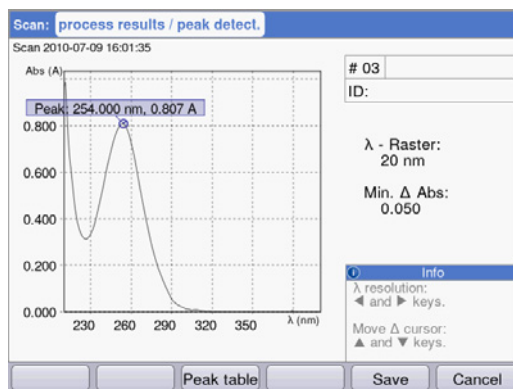 Scan: process results / peak detect.
Scan 2010-07-09 16:01:35
Abs (A)
Peak: 254.000 nm, 0.807 A
0.800
0.600
0.400
0.200
0.000
230 260 290 320 350 λ (nm)
# 03
ID:
λ - Raster:
20 nm
Min. Δ Abs:
0.050
Info
λ resolution:
◀ and ▶ keys.
Move Δ cursor:
▲ and ▼ keys.
Peak table
Save
Cancel